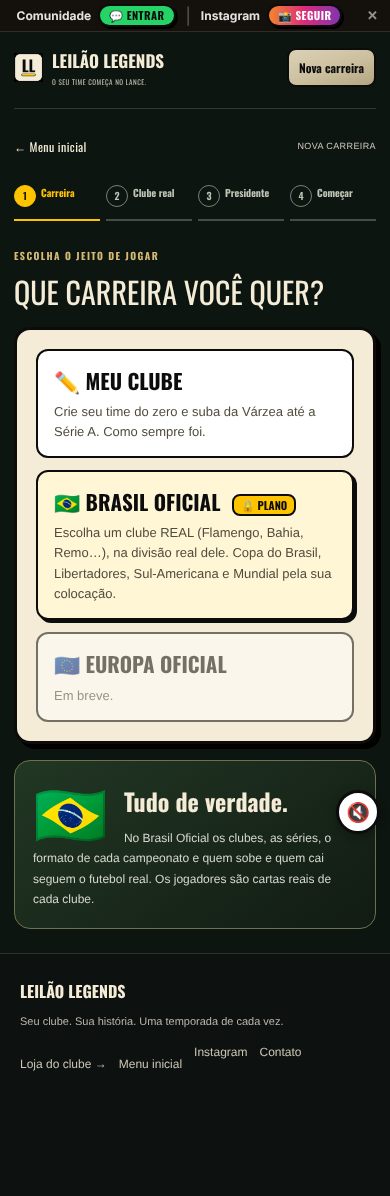 Comunidade 💬 ENTRAR Instagram 📸 SEGUIR ✕
LL LEILÃO LEGENDS
O SEU TIME COMEÇA NO LANCE.
Nova carreira
← Menu inicial
NOVA CARREIRA
1 Carreira 2 Clube real 3 Presidente 4 Começar
ESCOLHA O JEITO DE JOGAR
QUE CARREIRA VOCÊ QUER?
✏️ MEU CLUBE
Crie seu time do zero e suba da Várzea até a
Série A. Como sempre foi.
🇧🇷 BRASIL OFICIAL 🔒 PLANO
Escolha um clube REAL (Flamengo, Bahia,
Remo…), na divisão real dele. Copa do Brasil,
Libertadores, Sul-Americana e Mundial pela sua
colocação.
🇪🇺 EUROPA OFICIAL
Em breve.
Tudo de verdade.
No Brasil Oficial os clubes, as séries, o
formato de cada campeonato e quem sobe e quem cai
seguem o futebol real. Os jogadores são cartas reais de
cada clube.
LEILÃO LEGENDS
Seu clube. Sua história. Uma temporada de cada vez.
Loja do clube → Menu inicial Instagram Contato